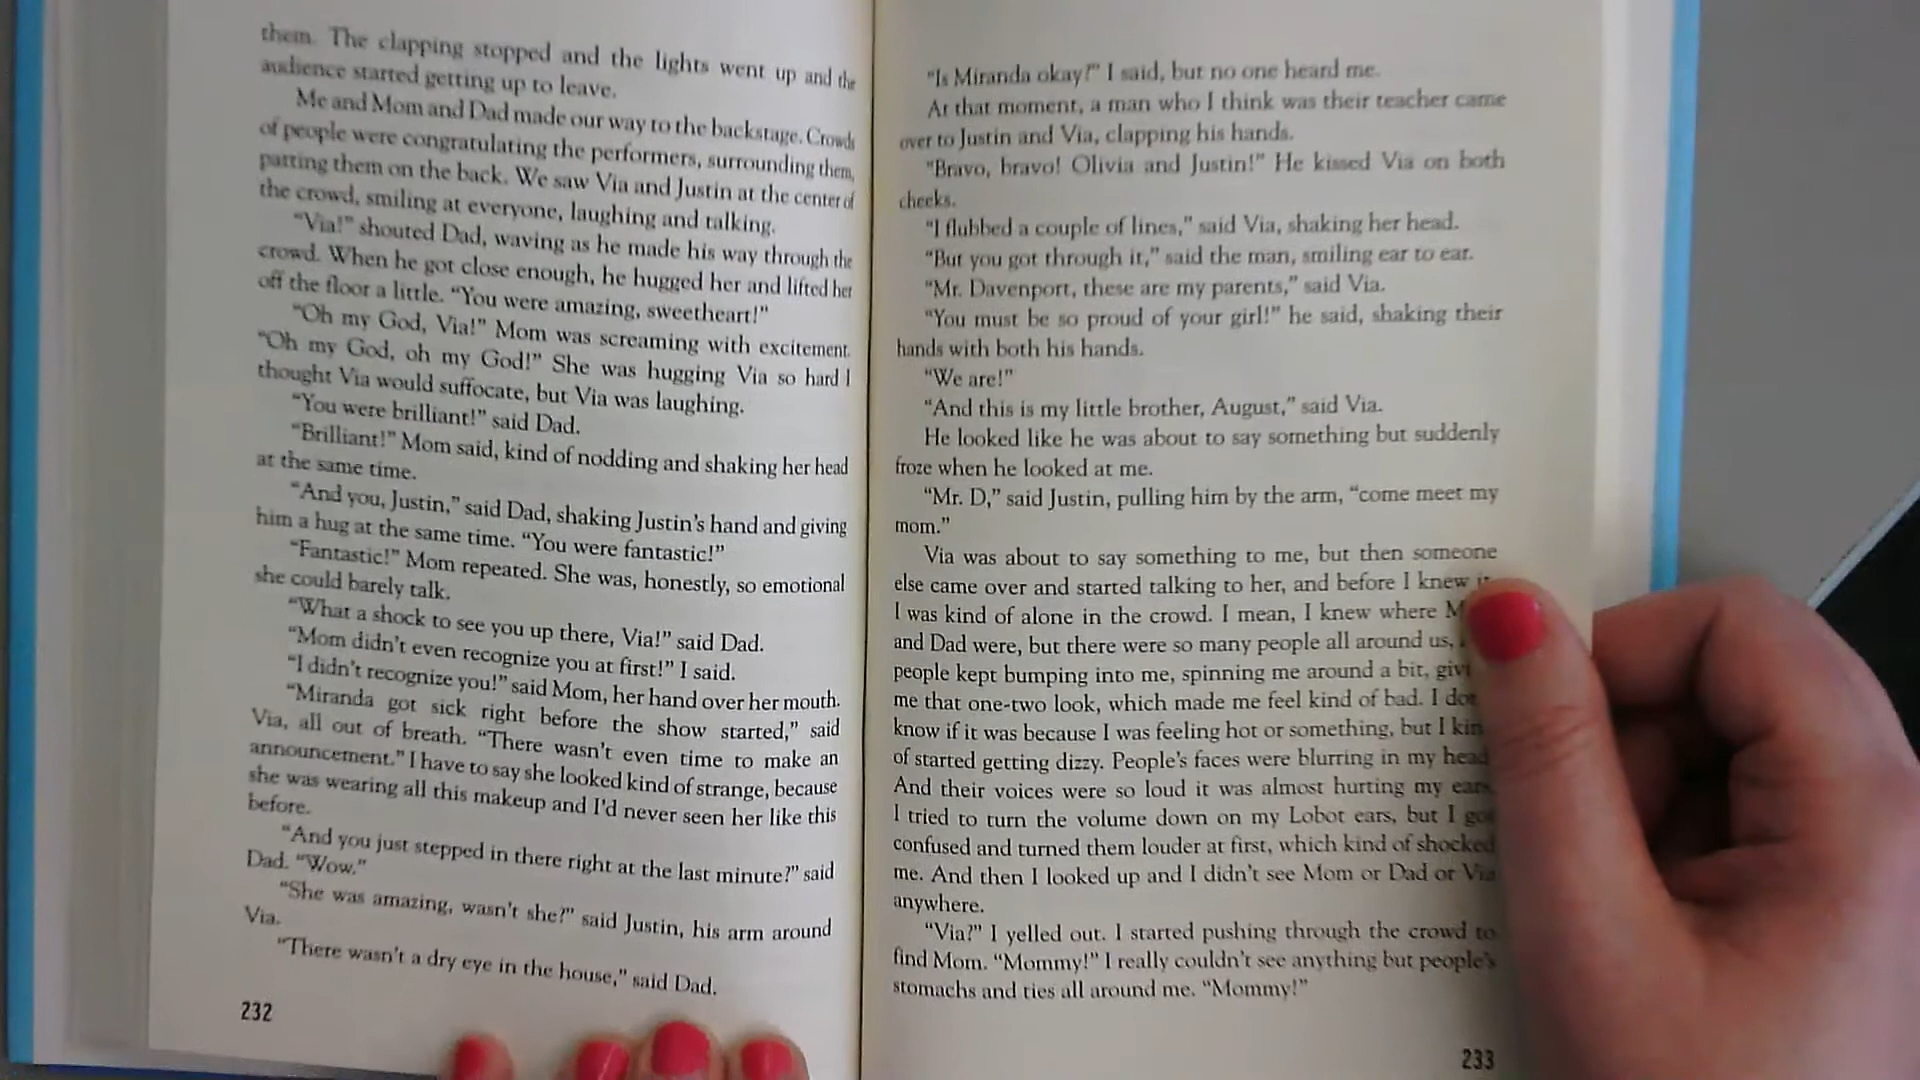 them. The clapping stopped and the lights went up and the
audience started getting up to leave.
Me and Mom and Dad made our way to the backstage. Crowds
of people were congratulating the performers, surrounding them,
patting them on the back. We saw Via and Justin at the center of
the crowd, smiling at everyone, laughing and talking.
“Via!” shouted Dad, waving as he made his way through the
crowd. When he got close enough, he hugged her and lifted her
off the floor a little. “You were amazing, sweetheart!”
“Oh my God, Via!” Mom was screaming with excitement.
“Oh my God, oh my God!” She was hugging Via so hard I
thought Via would suffocate, but Via was laughing.
“You were brilliant!” said Dad.
“Brilliant!” Mom said, kind of nodding and shaking her head
at the same time.
“And you, Justin,” said Dad, shaking Justin’s hand and giving
him a hug at the same time. “You were fantastic!”
“Fantastic!” Mom repeated. She was, honestly, so emotional
she could barely talk.
“What a shock to see you up there, Via!” said Dad.
“Mom didn’t even recognize you at first!” I said.
“I didn’t recognize you!” said Mom, her hand over her mouth.
“Miranda got sick right before the show started,” said
Via, all out of breath. “There wasn’t even time to make an
announcement.” I have to say she looked kind of strange, because
she was wearing all this makeup and I’d never seen her like this
before.
“And you just stepped in there right at the last minute?” said
Dad. “Wow.”
“She was amazing, wasn’t she?” said Justin, his arm around
Via.
“There wasn’t a dry eye in the house,” said Dad.
232
“Is Miranda okay?” I said, but no one heard me.
At that moment, a man who I think was their teacher came
over to Justin and Via, clapping his hands.
“Bravo, bravo! Olivia and Justin!” He kissed Via on both
cheeks.
“I flubbed a couple of lines,” said Via, shaking her head.
“But you got through it,” said the man, smiling ear to ear.
“Mr. Davenport, these are my parents,” said Via.
“You must be so proud of your girl!” he said, shaking their
hands with both his hands.
“We are!”
“And this is my little brother, August,” said Via.
He looked like he was about to say something but suddenly
froze when he looked at me.
“Mr. D,” said Justin, pulling him by the arm, “come meet my
mom.”
Via was about to say something to me, but then someone
else came over and started talking to her, and before I knew
I was kind of alone in the crowd. I mean, I knew where
and Dad were, but there were so many people all around us,
people kept bumping into me, spinning me around a bit,
me that one-two look, which made me feel kind of bad. I
know if it was because I was feeling hot or something, but I
of started getting dizzy. People’s faces were blurring in my head.
And their voices were so loud it was almost hurting my ears.
I tried to turn the volume down on my Lobot ears, but I got
confused and turned them louder at first, which kind of shocked
me. And then I looked up and I didn’t see Mom or Dad or Via
anywhere.
“Via?” I yelled out. I started pushing through the crowd to
find Mom. “Mommy!” I really couldn’t see anything but people’s
stomachs and ties all around me. “Mommy!”
233